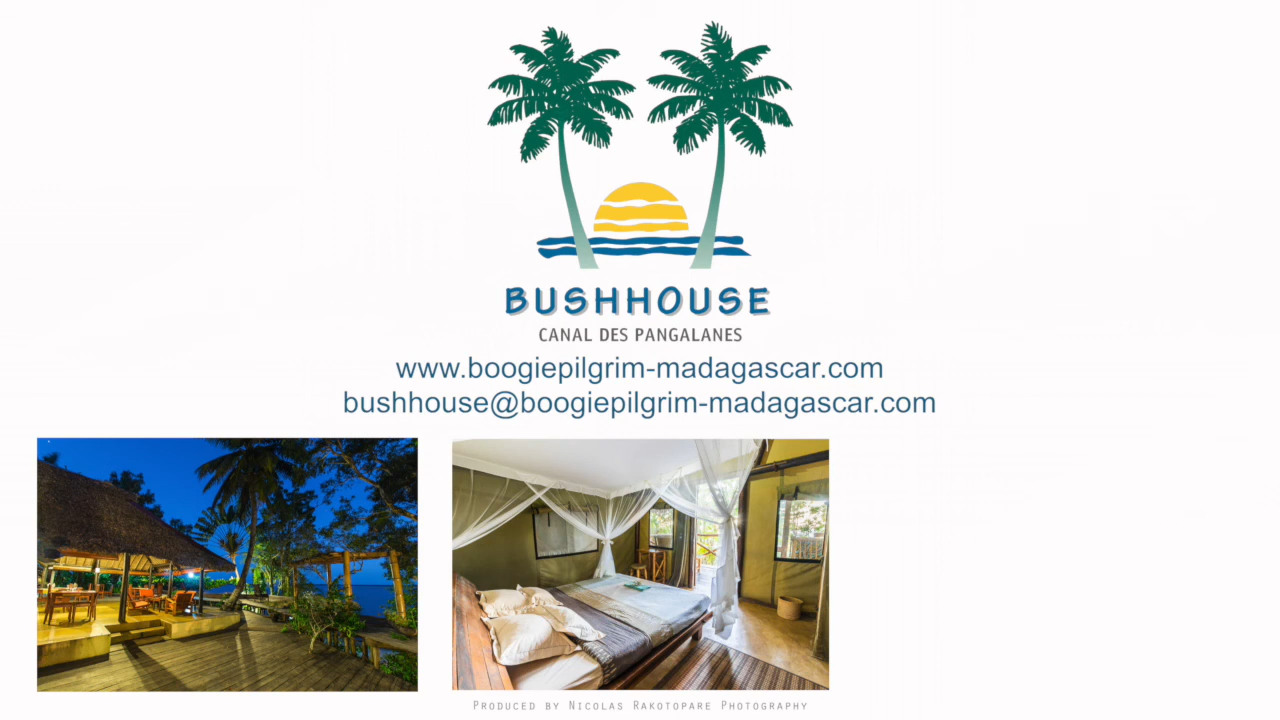 BUSHHOUSE
CANAL DES PANGALANES
www.boogiepilgrim-madagascar.com
bushhouse@boogiepilgrim-madagascar.com
Produced by Nicolas Rakotopare Photography